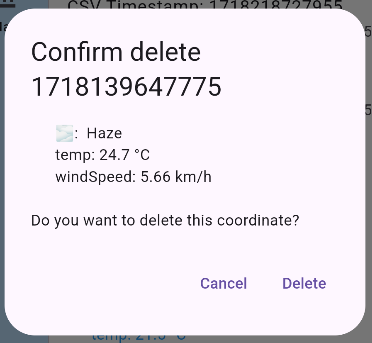 CSV Timestamp: 1718218727955
Confirm delete
1718139647775
: Haze
temp: 24.7 °C
windSpeed: 5.66 km/h
Do you want to delete this coordinate?
Cancel Delete
temp: 21.5 °C